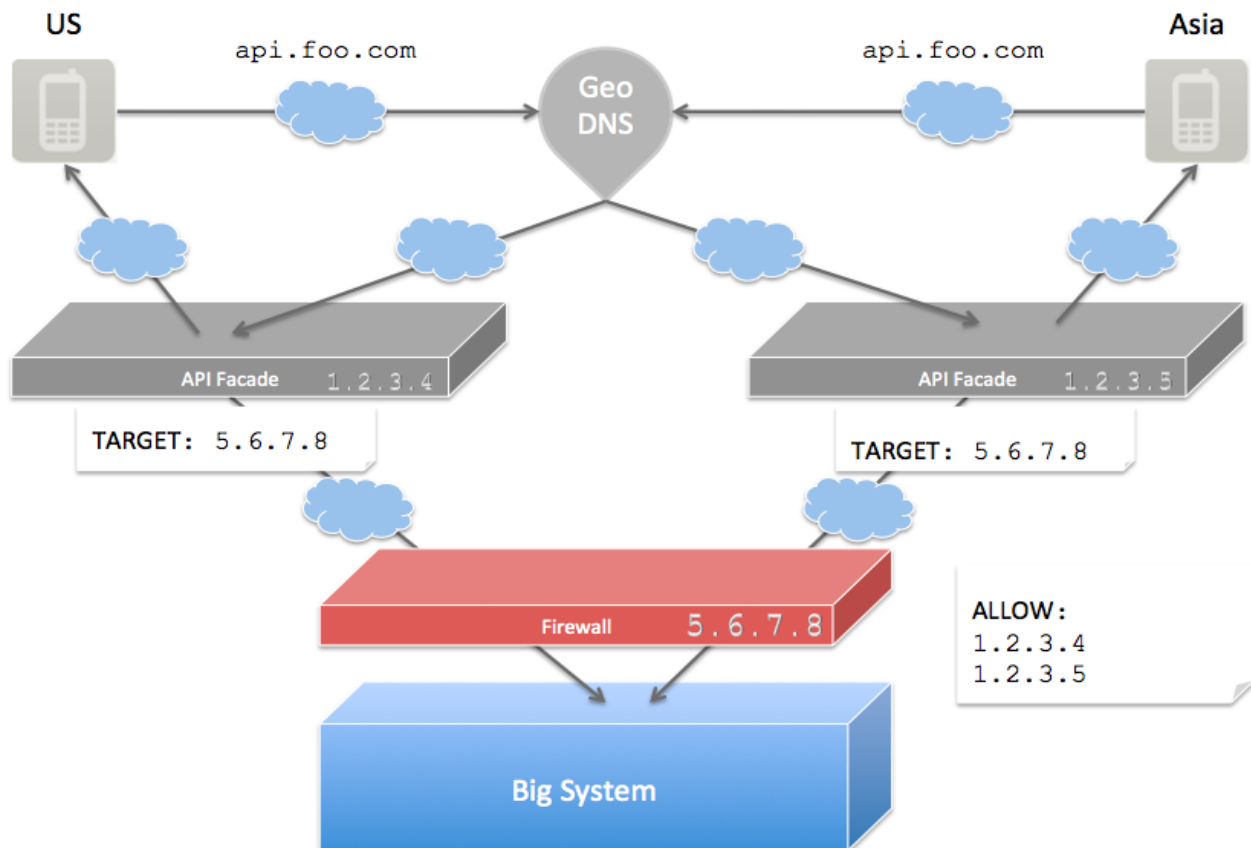 US
Asia
api.foo.com
api.foo.com
Geo
DNS
API Facade 1.2.3.4
API Facade 1.2.3.5
TARGET: 5.6.7.8
TARGET: 5.6.7.8
Firewall 5.6.7.8
ALLOW:
1.2.3.4
1.2.3.5
Big System